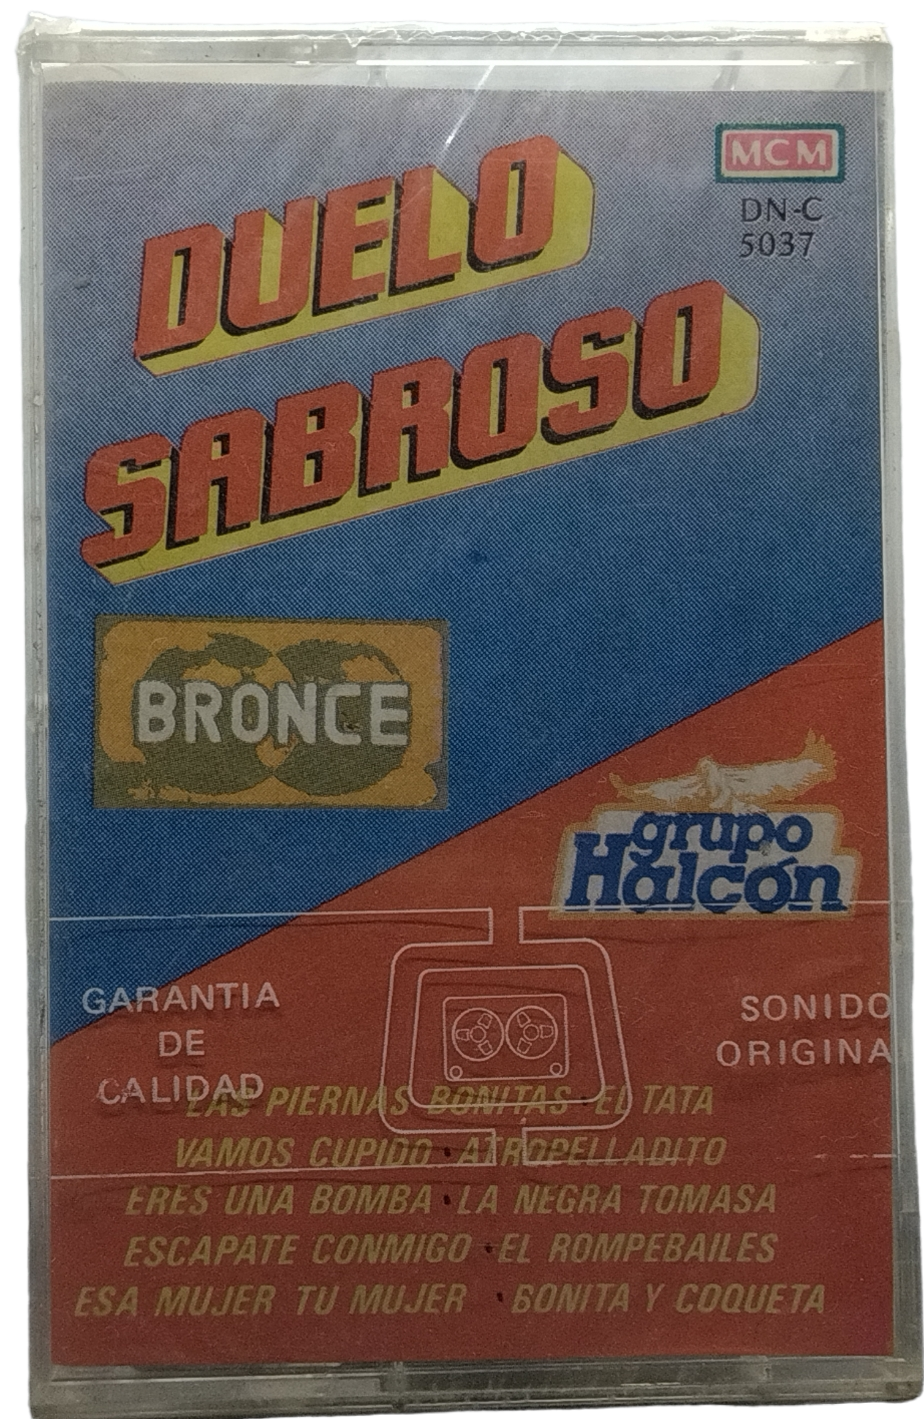 MCM
DN-C
5037
DUELO
SABROSO
BRONCE
grupo
Halcón
GARANTIA
DE
CALIDAD
SONIDO
ORIGINA
LAS PIERNAS BONITAS · EL TATA
VAMOS CUPIDO · ATROPELLADITO
ERES UNA BOMBA · LA NEGRA TOMASA
ESCAPATE CONMIGO · EL ROMPEBAILES
ESA MUJER TU MUJER · BONITA Y COQUETA